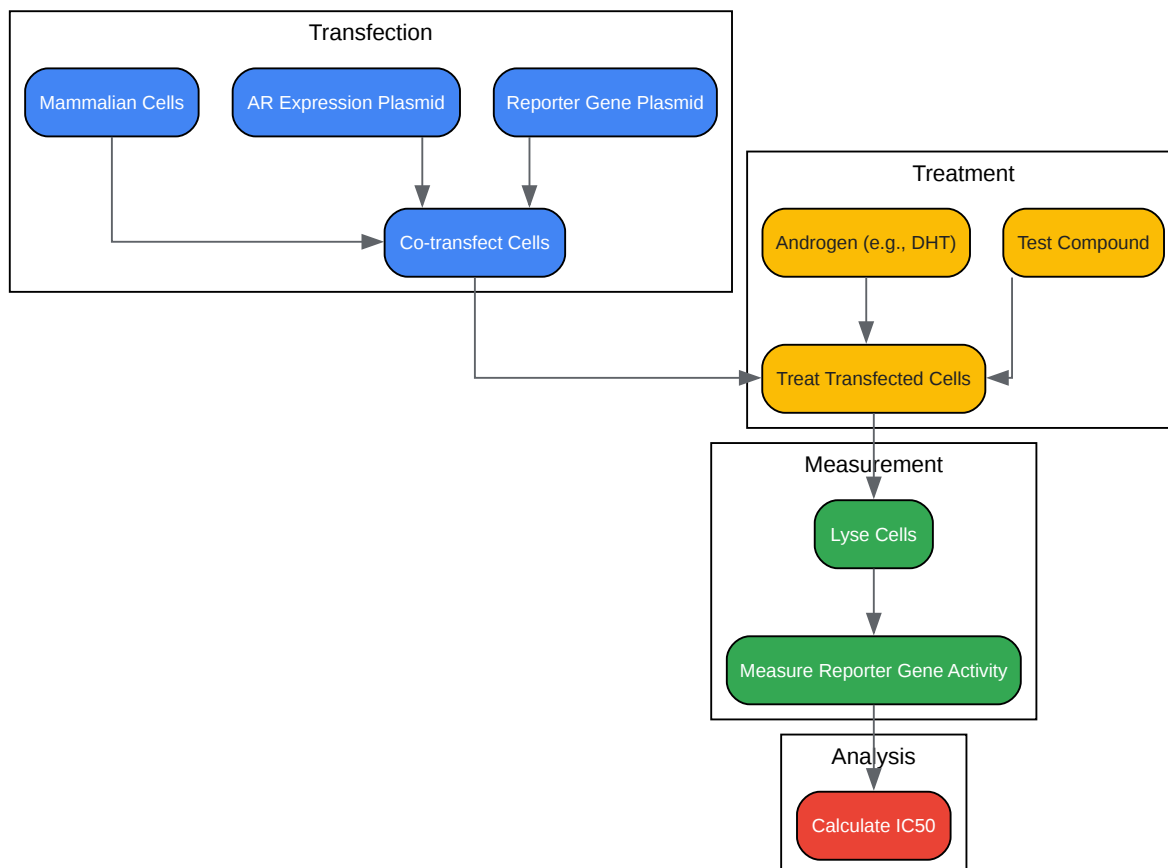 Transfection
Mammalian Cells
AR Expression Plasmid
Reporter Gene Plasmid
Co-transfect Cells
Treatment
Androgen (e.g., DHT)
Test Compound
Treat Transfected Cells
Measurement
Lyse Cells
Measure Reporter Gene Activity
Analysis
Calculate IC50